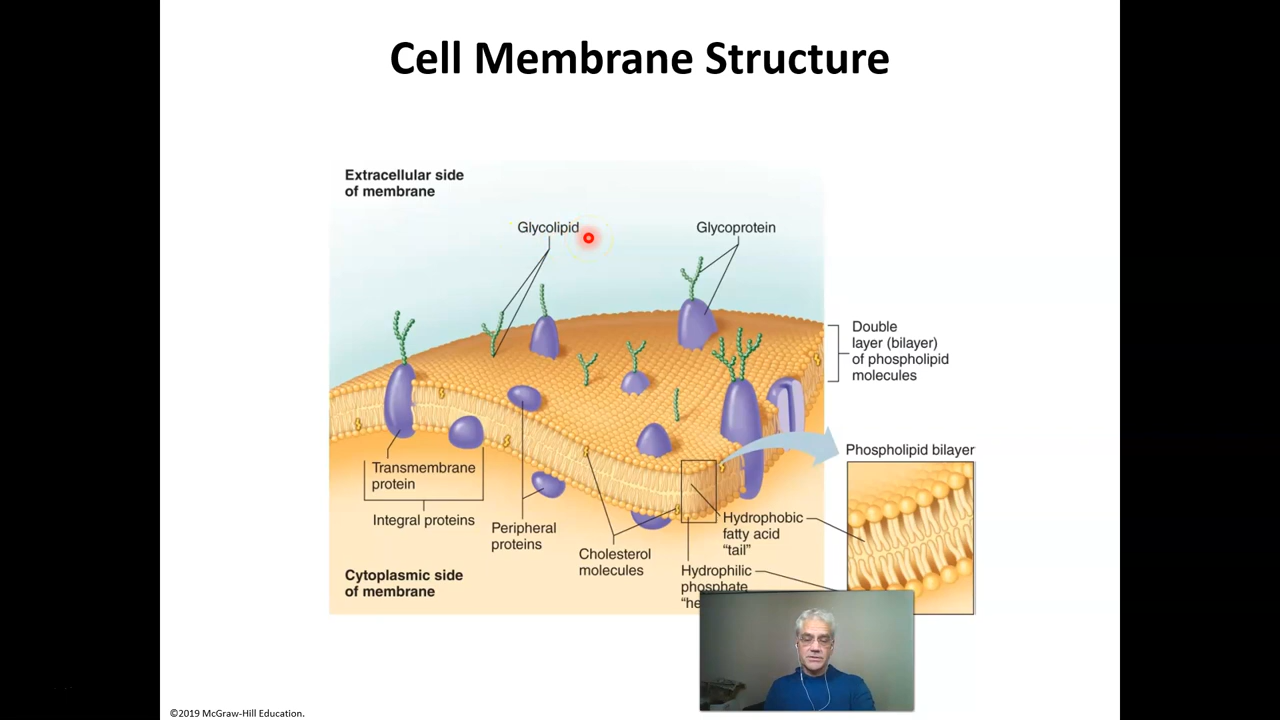 Cell Membrane Structure
Extracellular side
of membrane
Glycolipid
Glycoprotein
Double
layer (bilayer)
of phospholipid
molecules
Phospholipid bilayer
Transmembrane
protein
Integral proteins
Peripheral
proteins
Cholesterol
molecules
Hydrophobic
fatty acid
“tail”
Hydrophilic
phosphate
Cytoplasmic side
of membrane
©2019 McGraw-Hill Education.